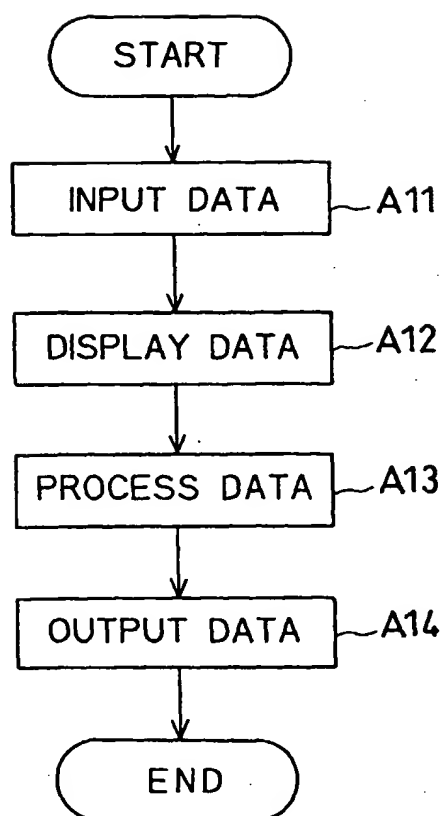 START
INPUT DATA A11
DISPLAY DATA A12
PROCESS DATA A13
OUTPUT DATA A14
END